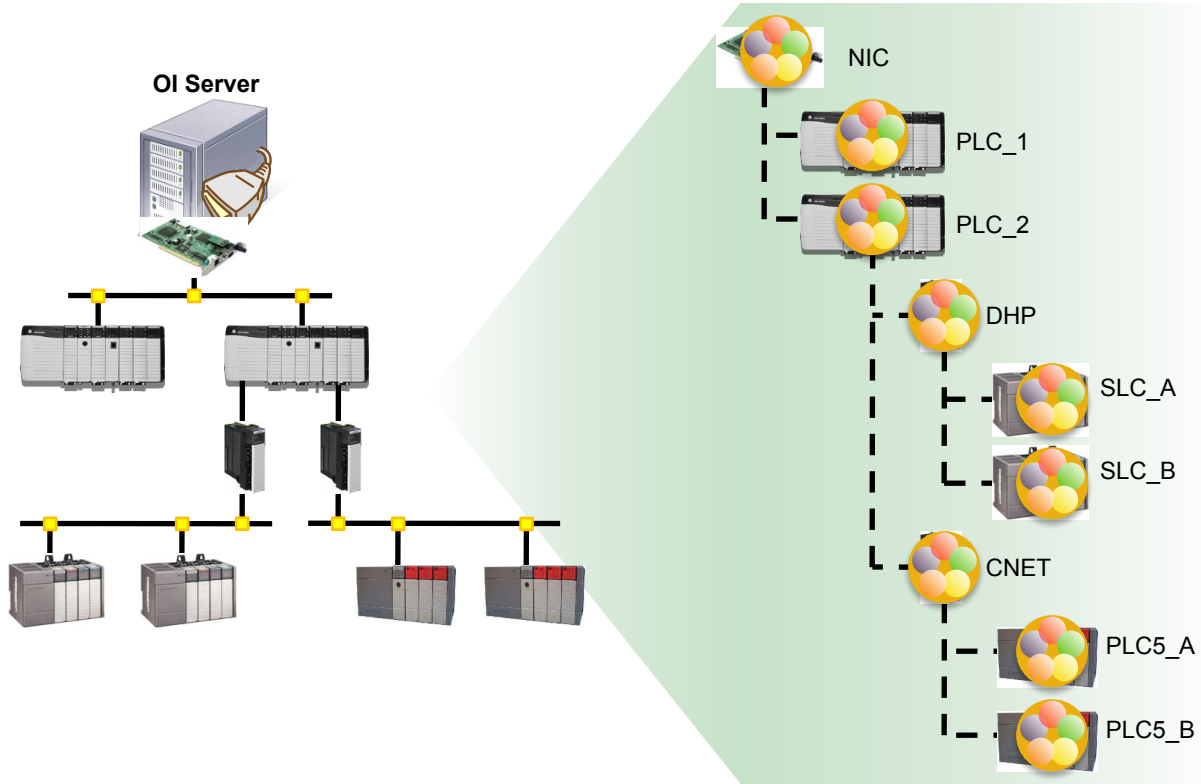 OI Server
NIC
PLC_1
PLC_2
DHP
SLC_A
SLC_B
CNET
PLC5_A
PLC5_B